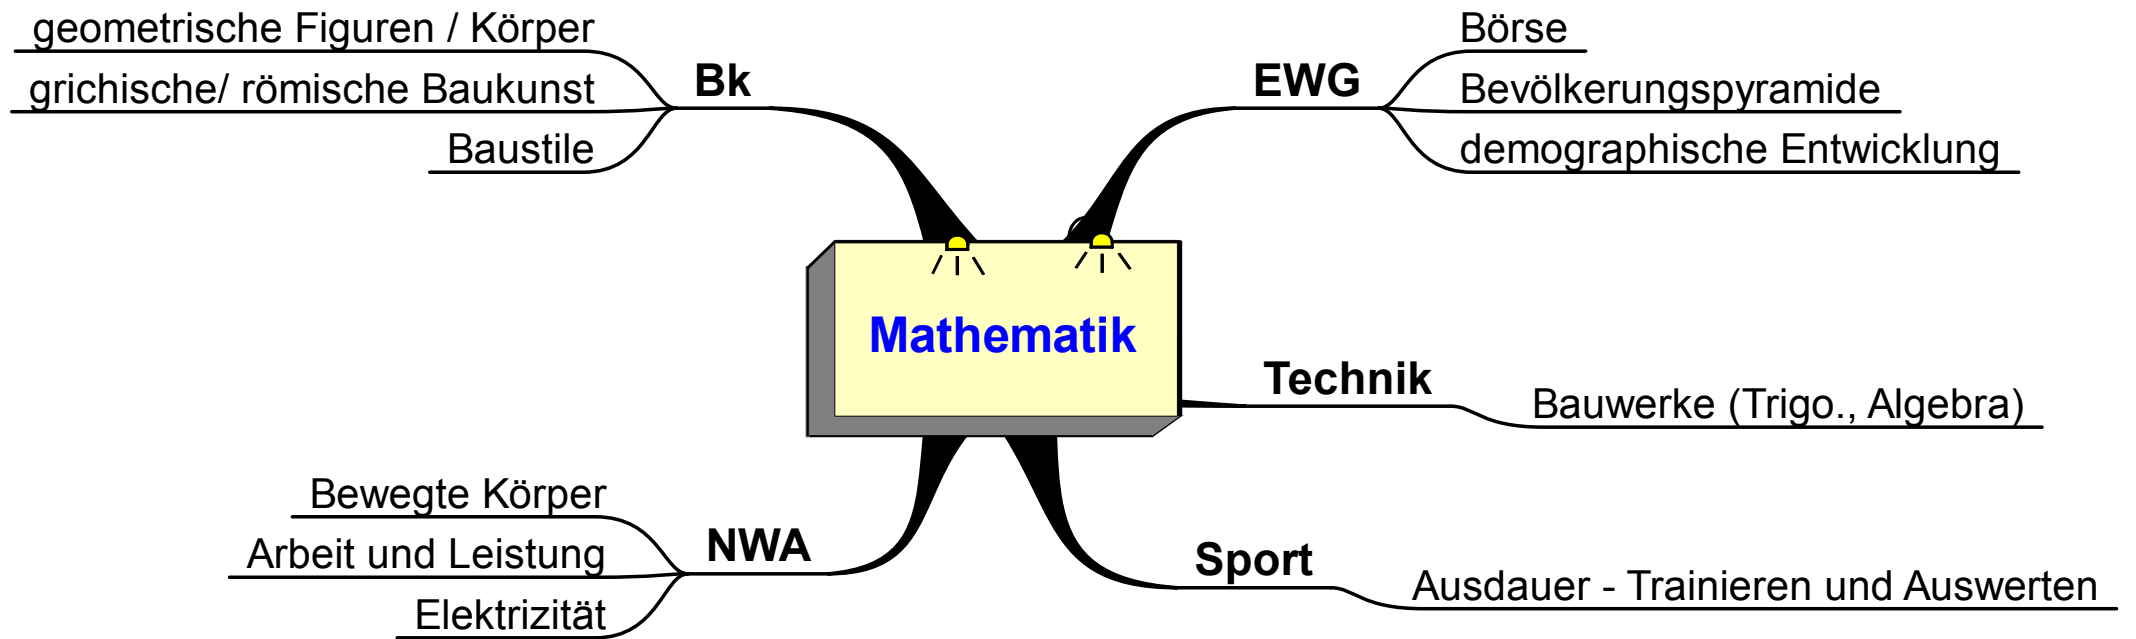 geometrische Figuren / Körper
grichische/ römische Baukunst
Baustile
Bk
EWG
Börse
Bevölkerungspyramide
demographische Entwicklung
Mathematik
Technik
Bauwerke (Trigo., Algebra)
Bewegte Körper
Arbeit und Leistung
Elektrizität
NWA
Sport
Ausdauer - Trainieren und Auswerten